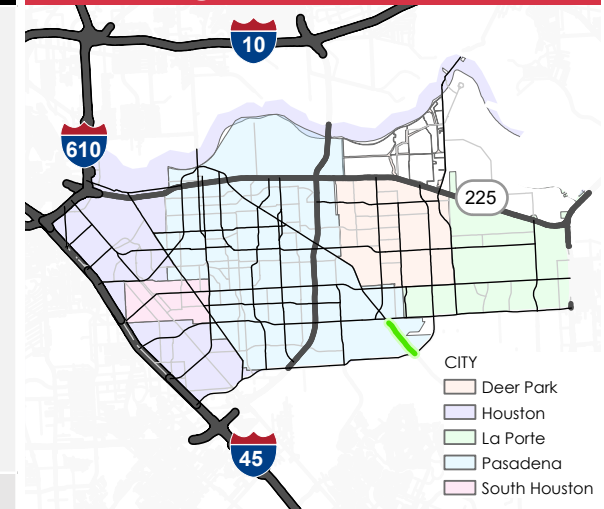 10
610
225
45
CITY
Deer Park
Houston
La Porte
Pasadena
South Houston